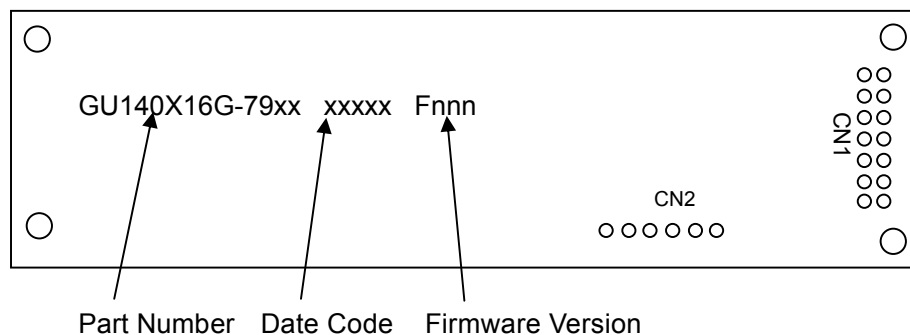 GU140X16G-79xx xxxxx Fnnn
CN1
CN2
Part Number Date Code Firmware Version